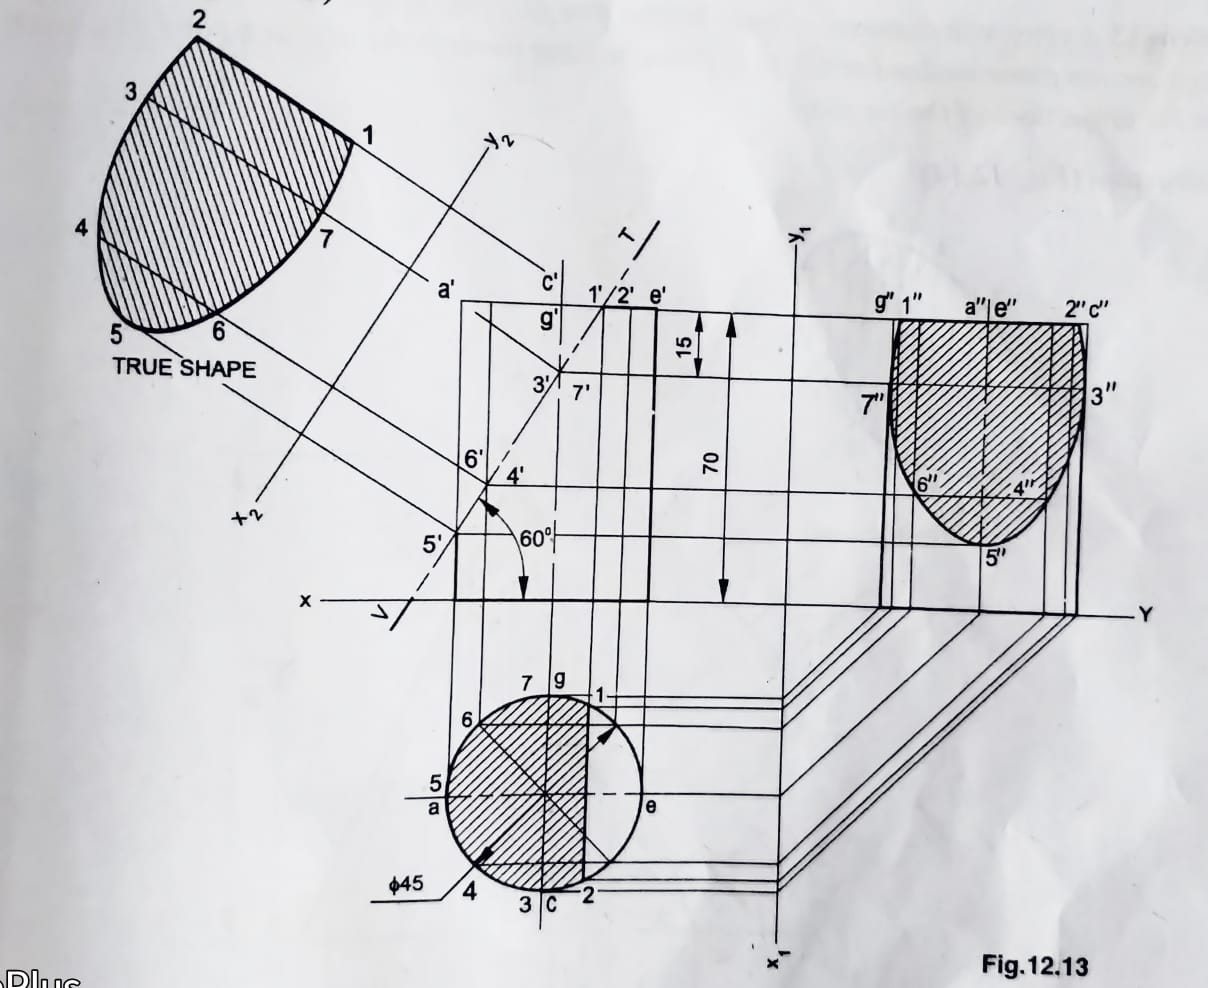 2
3
1
y2
4
7
T
y1
c'
a'
1'
2'
e'
g"
1"
a"
e"
2"
c"
g'
15
5
6
TRUE SHAPE
3'
7'
7"
3"
70
6'
4'
6"
4"
x2
5'
60°
5"
x
V
Y
7
g
1
6
5
a
e
ϕ45
4
3
c
2
x1
Fig.12.13